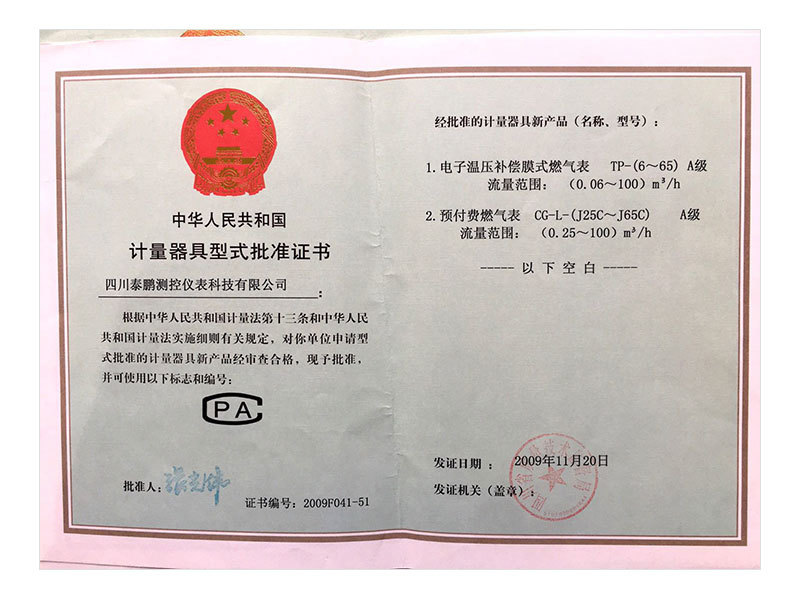 中华人民共和国
计量器具型式批准证书
四川泰鹏测控仪表科技有限公司 :
根据中华人民共和国计量法第十三条和中华人民
共和国计量法实施细则有关规定，对你单位申请型
式批准的计量器具新产品经审查合格，现予批准，
并可使用以下标志和编号：
CPA
批准人：
证书编号：2009F041-51
经批准的计量器具新产品（名称、型号）：
1.电子温压补偿膜式燃气表 TP-(6～65) A级
流量范围：（0.06～100）m³/h
2.预付费燃气表 CG-L-(J25C～J65C) A级
流量范围：（0.25～100）m³/h
----- 以下空白 -----
发证日期： 2009年11月20日
发证机关（盖章）：